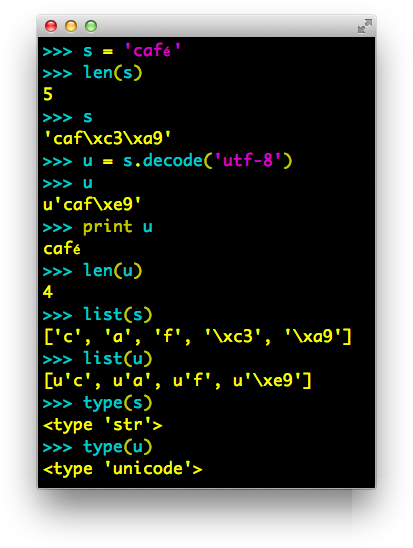 >>> s = 'café'
>>> len(s)
5
>>> s
'caf\xc3\xa9'
>>> u = s.decode('utf-8')
>>> u
u'caf\xe9'
>>> print u
café
>>> len(u)
4
>>> list(s)
['c', 'a', 'f', '\xc3', '\xa9']
>>> list(u)
[u'c', u'a', u'f', u'\xe9']
>>> type(s)
<type 'str'>
>>> type(u)
<type 'unicode'>